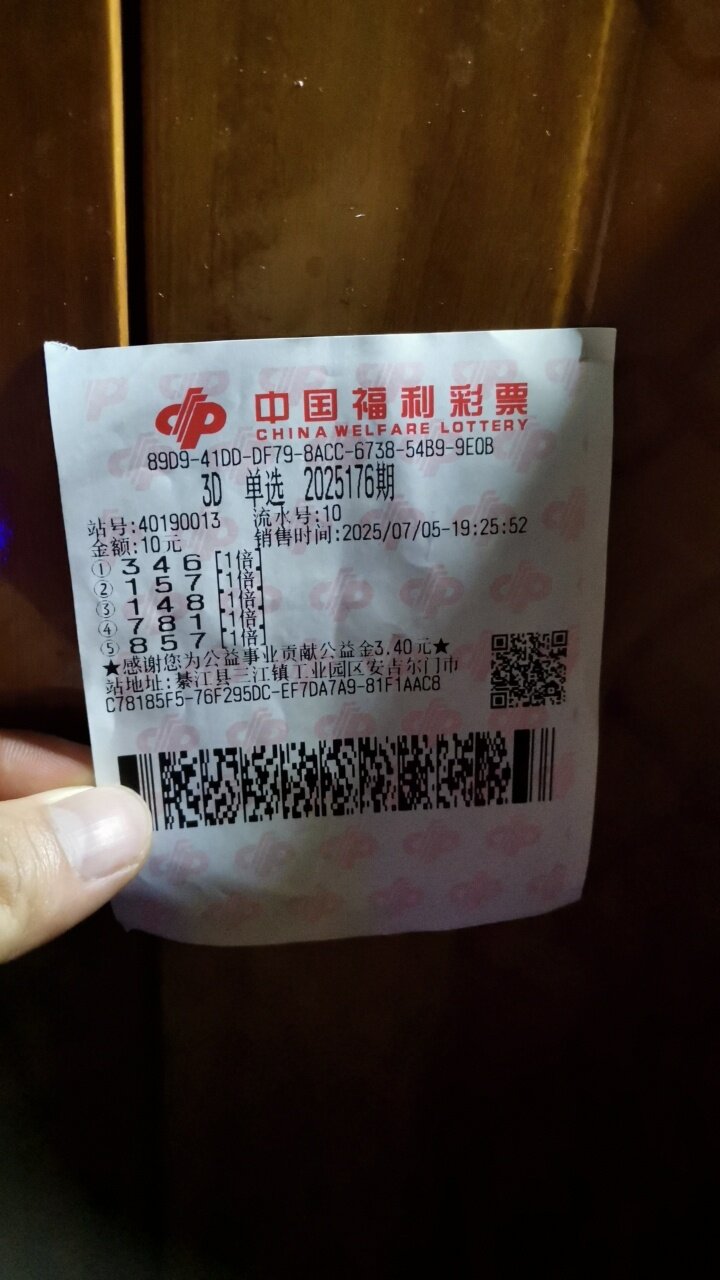 中国福利彩票
CHINA WELFARE LOTTERY
89D9-41DD-DF79-8ACC-6738-54B9-9E0B
3D 单选 2025176期
站号:40190013 流水号:10
金额:10元 销售时间:2025/07/05-19:25:52
① 3 4 6 [1倍]
② 1 5 7 [1倍]
③ 1 4 8 [1倍]
④ 7 8 1 [1倍]
⑤ 8 5 7 [1倍]
★感谢您为公益事业贡献公益金3.40元★
站地址:綦江县三江镇工业园区安吉尔门市
C78185F5-76F295DC-EF7DA7A9-81F1AAC8